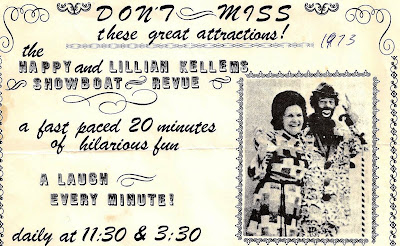 DON'T MISS
these great attractions!
1973
the
HAPPY and LILLIAN KELLEMS
SHOWBOAT REVUE
a fast paced 20 minutes
of hilarious fun
A LAUGH
EVERY MINUTE!
daily at 11:30 & 3:30